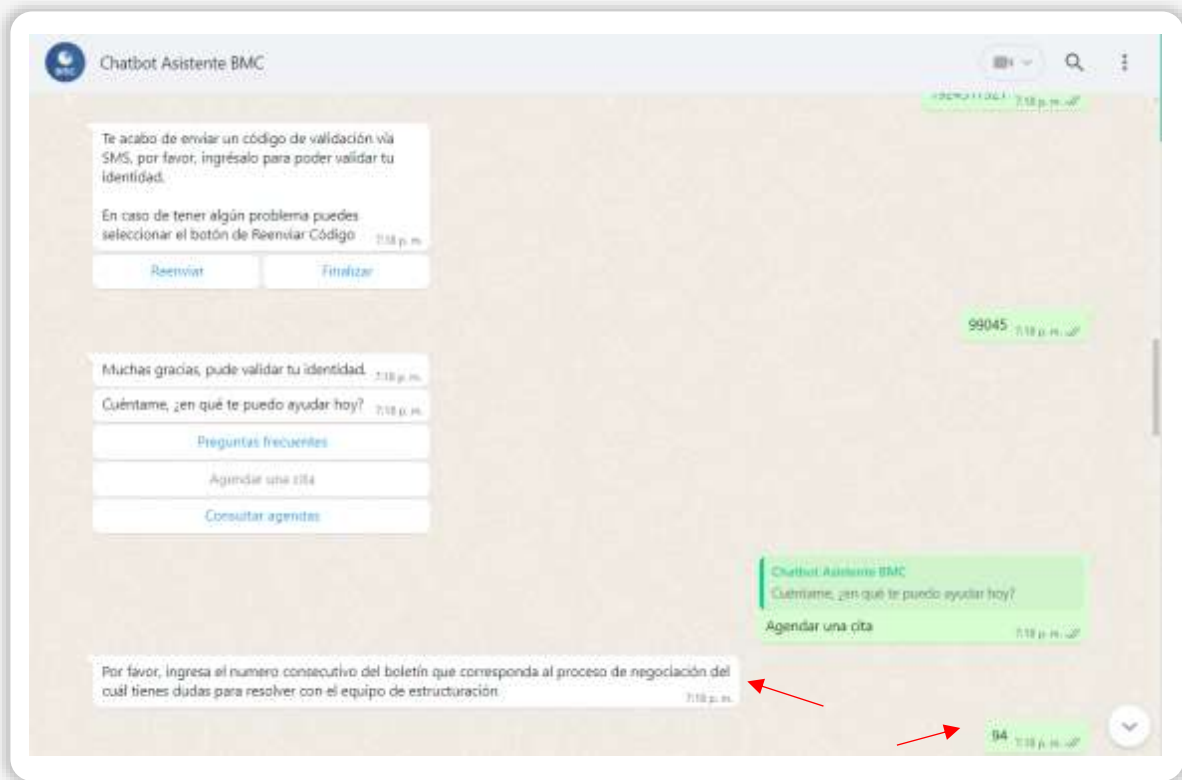 BMC
Chatbot Asistente BMC
7:18 p. m.
Te acabo de enviar un código de validación vía
SMS, por favor, ingrésalo para poder validar tu
identidad.
En caso de tener algún problema puedes
seleccionar el botón de Reenviar Código 7:18 p. m.
Reenviar Finalizar
99045 7:18 p. m.
Muchas gracias, pude validar tu identidad. 7:18 p. m.
Cuéntame, ¿en qué te puedo ayudar hoy? 7:18 p. m.
Preguntas frecuentes
Agendar una cita
Consultar agendas
Chatbot Asistente BMC
Cuéntame, ¿en qué te puedo ayudar hoy?
Agendar una cita 7:18 p. m.
Por favor, ingresa el numero consecutivo del boletín que corresponda al proceso de negociación del
cuál tienes dudas para resolver con el equipo de estructuración 7:18 p. m.
94 7:18 p. m.